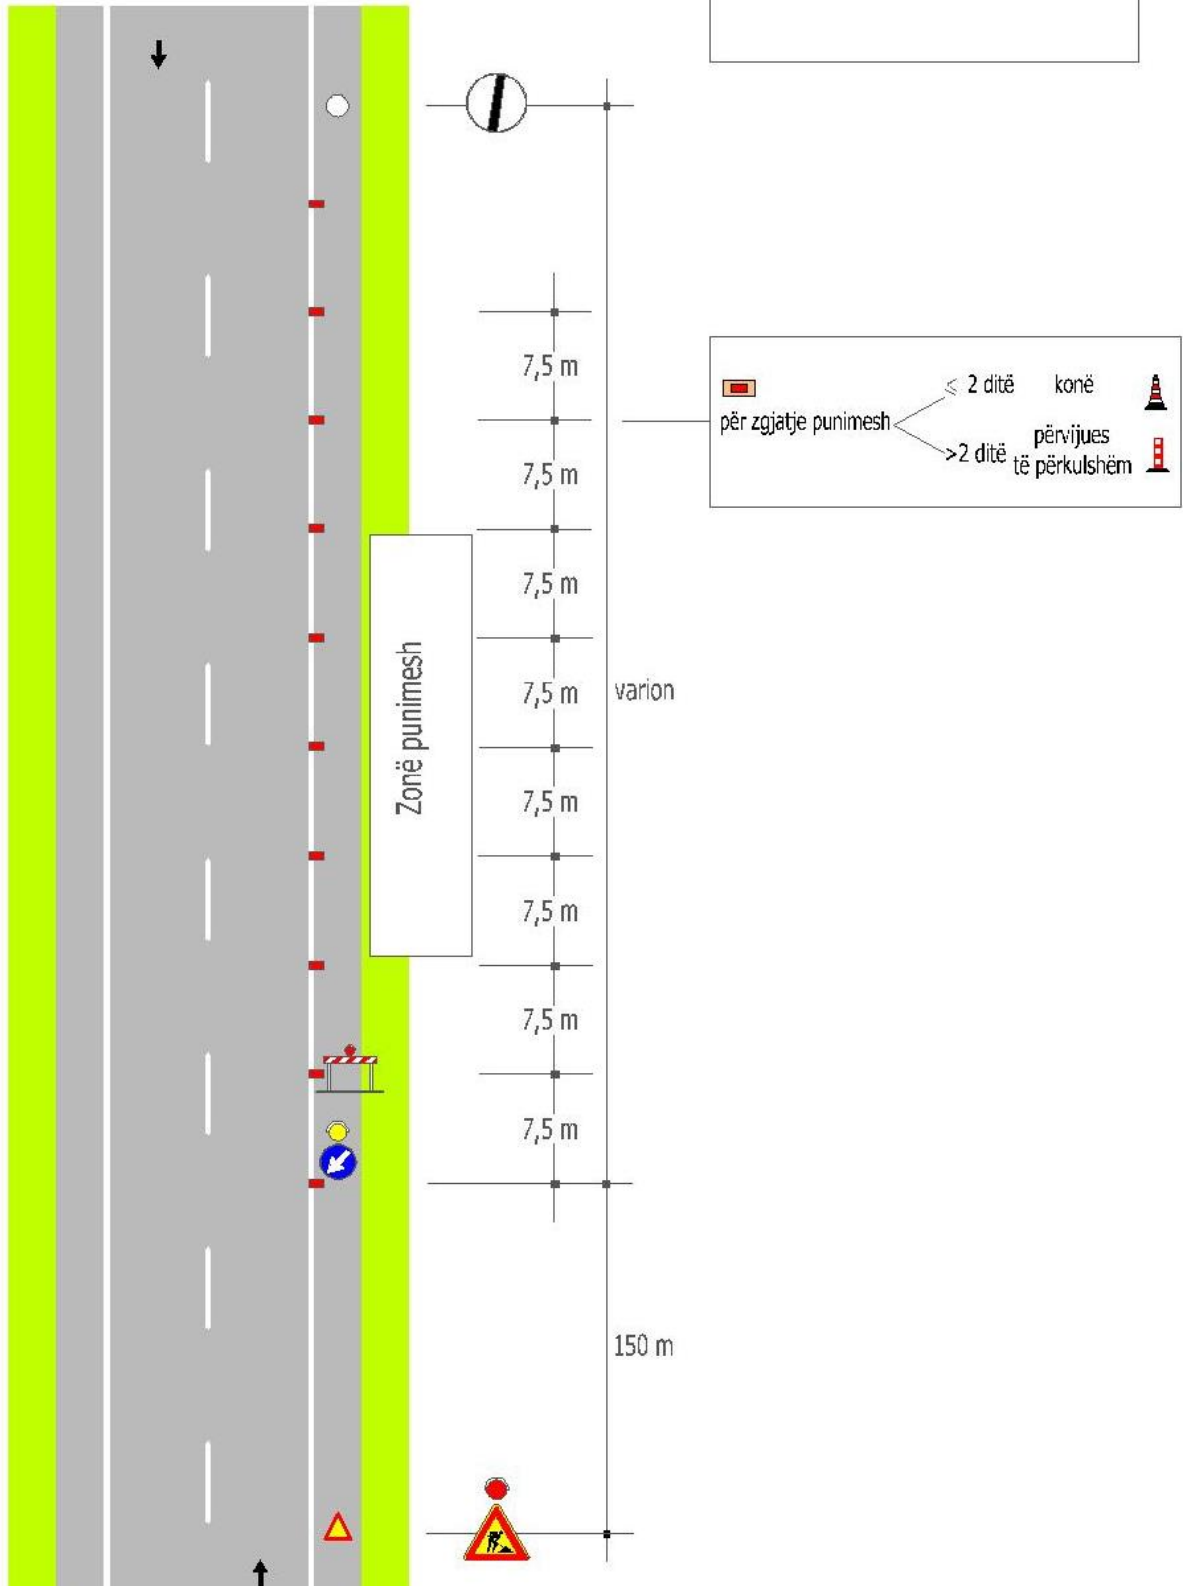 7,5 m
≤ 2 ditë konë
për zgjatje punimesh
përvijues
>2 ditë të përkulshëm
7,5 m
7,5 m
Zonë punimesh
7,5 m
varion
7,5 m
7,5 m
7,5 m
7,5 m
150 m